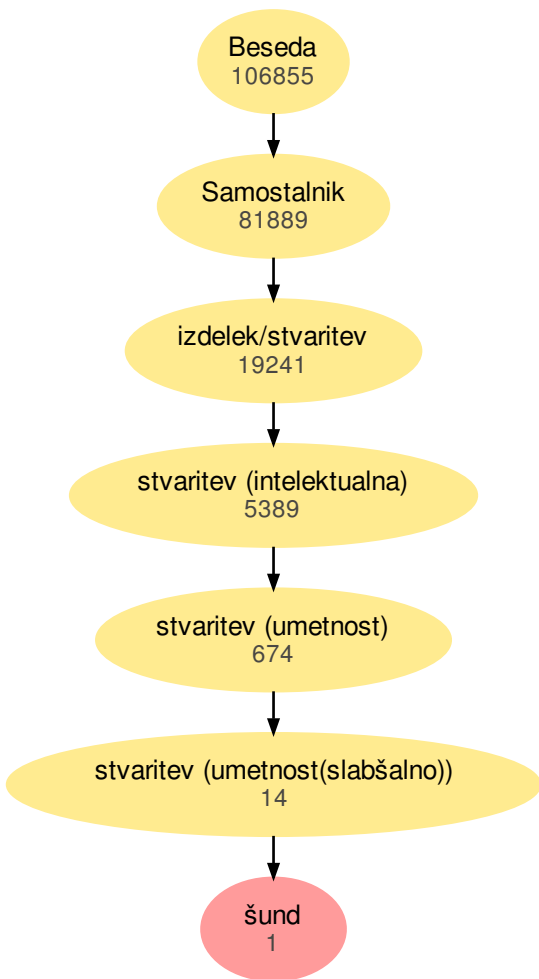 Beseda
106855
Samostalnik
81889
izdelek/stvaritev
19241
stvaritev (intelektualna)
5389
stvaritev (umetnost)
674
stvaritev (umetnost(slabšalno))
14
šund
1